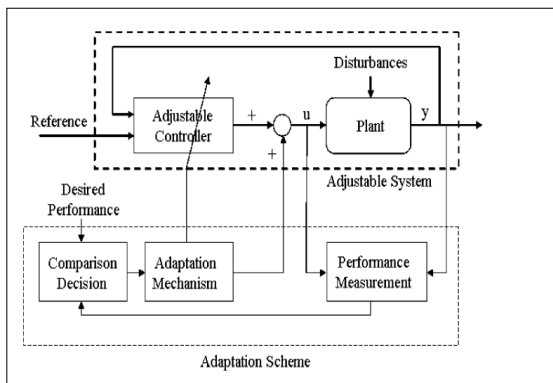 Disturbances
Reference
Adjustable
Controller
+
+
u
Plant
y
Adjustable System
Desired
Performance
Comparison
Decision
Adaptation
Mechanism
Performance
Measurement
Adaptation Scheme